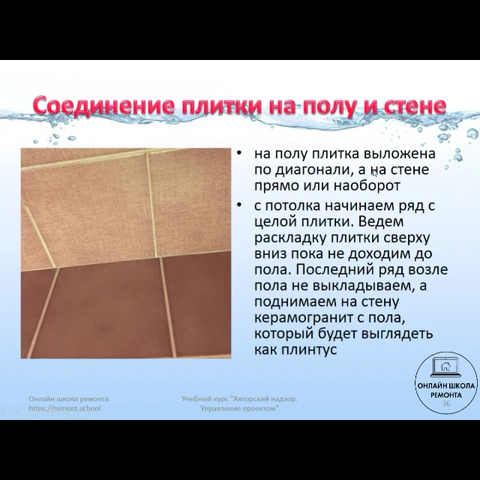 Соединение плитки на полу и стене
• на полу плитка выложена
по диагонали, а на стене
прямо или наоборот
• с потолка начинаем ряд с
целой плитки. Ведем
раскладку плитки сверху
вниз пока не доходим до
пола. Последний ряд возле
пола не выкладываем, а
поднимаем на стену
керамогранит с пола,
который будет выглядеть
как плинтус
Онлайн школа ремонта.
https://remont.school
Учебный курс "Авторский надзор.
Управление проектом"
ОНЛАЙН ШКОЛА
РЕМОНТА
36